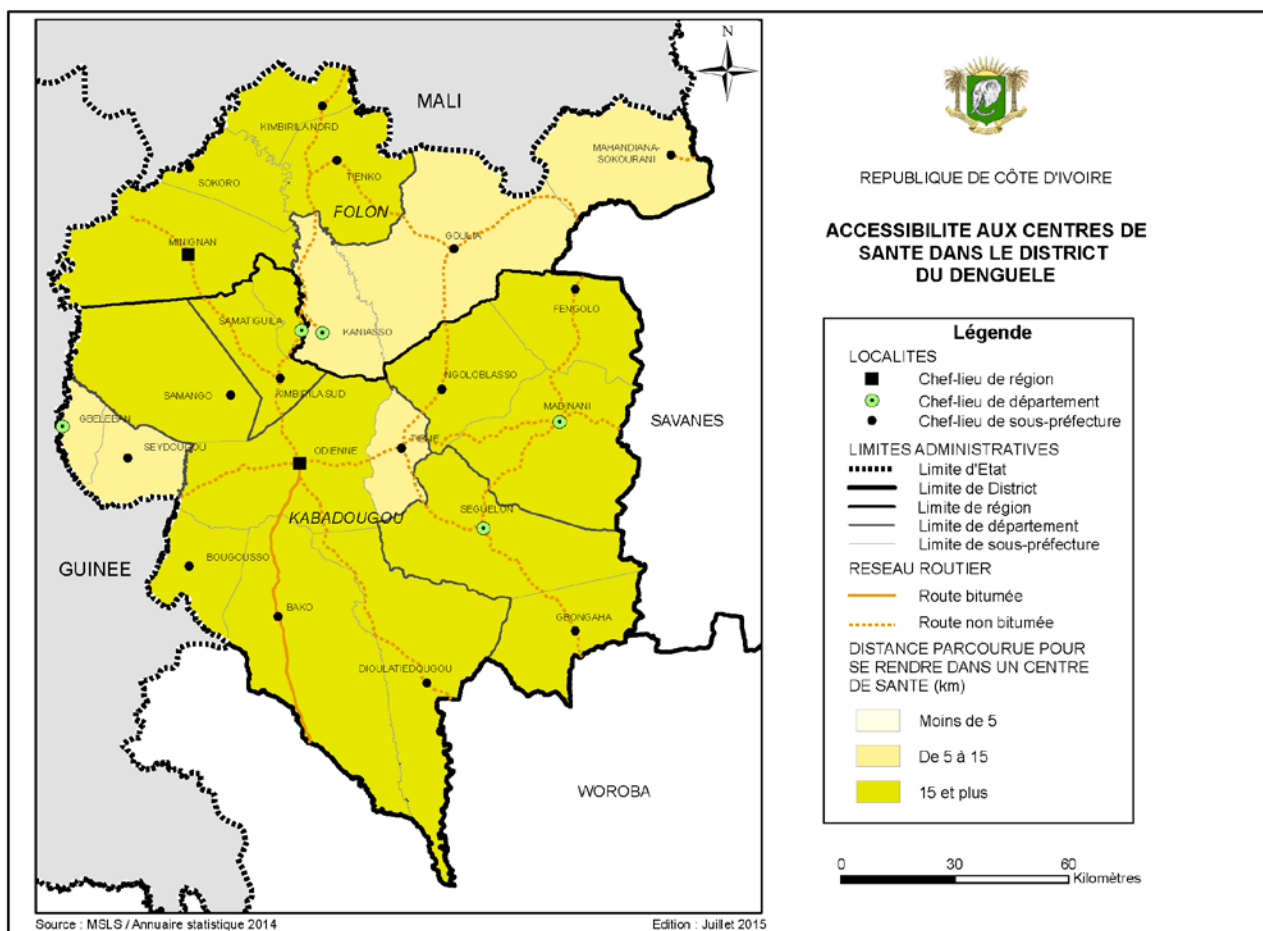 N
MALI
KIMBIRILA NORD
MAHANDIANA-
SOKOURANI
TIENKO
SOKORO
FOLON
GOULIA
MINIGNAN
FENGOLO
SAMATIGUILA
KANIASSO
NGOLOBLASSO
KIMBIRILA SUD
SAMANGO
MADINANI
SAVANES
GBELEBAN
SEYDOUGOU
ODIENNE
TIEME
SEGUELON
KABADOUGOU
GUINEE
BOUGOUSSO
BAKO
GBONGAHA
DIOULATIEDOUGOU
WOROBA
Source : MSLS / Annuaire statistique 2014
Edition : Juillet 2015
REPUBLIQUE DE CÔTE D'IVOIRE
ACCESSIBILITE AUX CENTRES DE
SANTE DANS LE DISTRICT
DU DENGUELE
Légende
LOCALITES
Chef-lieu de région
Chef-lieu de département
Chef-lieu de sous-préfecture
LIMITES ADMINISTRATIVES
Limite d'Etat
Limite de District
Limite de région
Limite de département
Limite de sous-préfecture
RESEAU ROUTIER
Route bitumée
Route non bitumée
DISTANCE PARCOURUE POUR
SE RENDRE DANS UN CENTRE
DE SANTE (km)
Moins de 5
De 5 à 15
15 et plus
0 30 60
Kilomètres